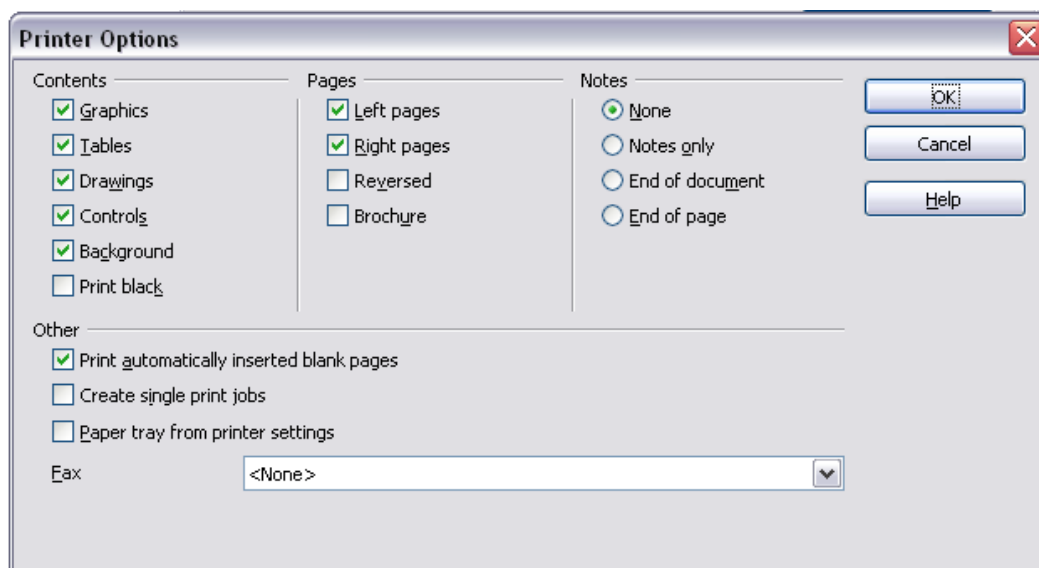 Printer Options
Contents
Graphics
Tables
Drawings
Controls
Background
Print black
Pages
Left pages
Right pages
Reversed
Brochure
Notes
None
Notes only
End of document
End of page
OK
Cancel
Help
Other
Print automatically inserted blank pages
Create single print jobs
Paper tray from printer settings
Fax
<None>